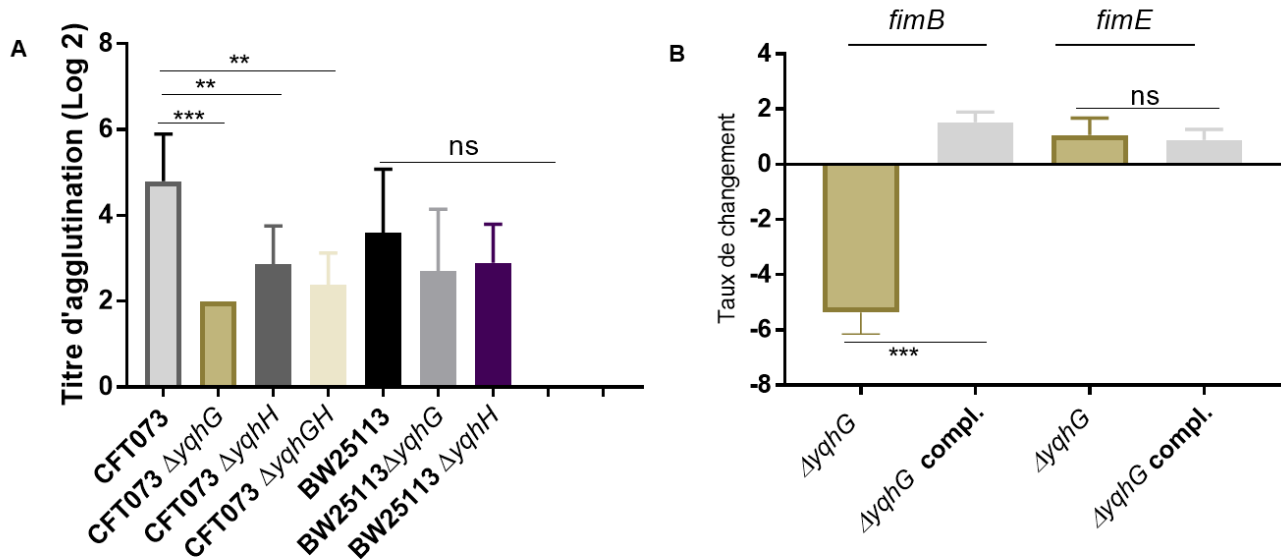 A
Titre d'agglutination (Log 2)
8
6
4
2
0
**
**
***
ns
CFT073
CFT073 ΔyqhG
CFT073 ΔyqhH
CFT073 ΔyqhGH
BW25113
BW25113ΔyqhG
BW25113 ΔyqhH
B
fimB
fimE
Taux de changement
4
2
0
-2
-4
-6
-8
ns
***
ΔyqhG
ΔyqhG compl.
ΔyqhG
ΔyqhG compl.